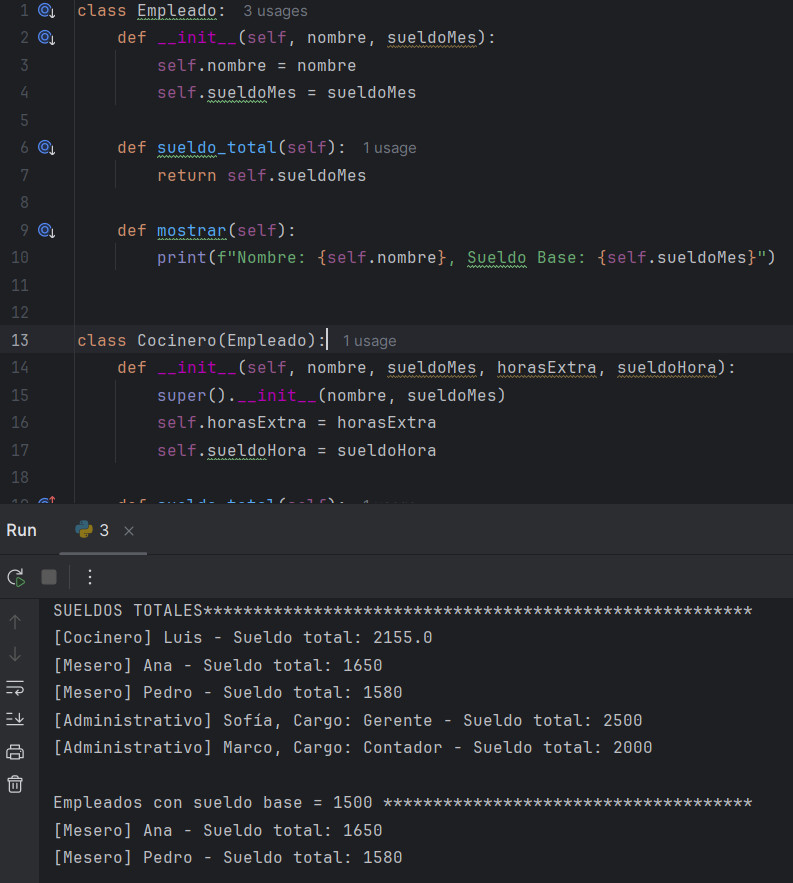 1 class Empleado: 3 usages
2 def __init__(self, nombre, sueldoMes):
3 self.nombre = nombre
4 self.sueldoMes = sueldoMes
5
6 def sueldo_total(self): 1 usage
7 return self.sueldoMes
8
9 def mostrar(self):
10 print(f"Nombre: {self.nombre}, Sueldo Base: {self.sueldoMes}")
11
12
13 class Cocinero(Empleado): 1 usage
14 def __init__(self, nombre, sueldoMes, horasExtra, sueldoHora):
15 super().__init__(nombre, sueldoMes)
16 self.horasExtra = horasExtra
17 self.sueldoHora = sueldoHora
18
19 def sueldo_total(self): 1 usage
Run 3 ×
SUELDOS TOTALES*******************************************************
[Cocinero] Luis - Sueldo total: 2155.0
[Mesero] Ana - Sueldo total: 1650
[Mesero] Pedro - Sueldo total: 1580
[Administrativo] Sofía, Cargo: Gerente - Sueldo total: 2500
[Administrativo] Marco, Cargo: Contador - Sueldo total: 2000
Empleados con sueldo base = 1500 *************************************
[Mesero] Ana - Sueldo total: 1650
[Mesero] Pedro - Sueldo total: 1580